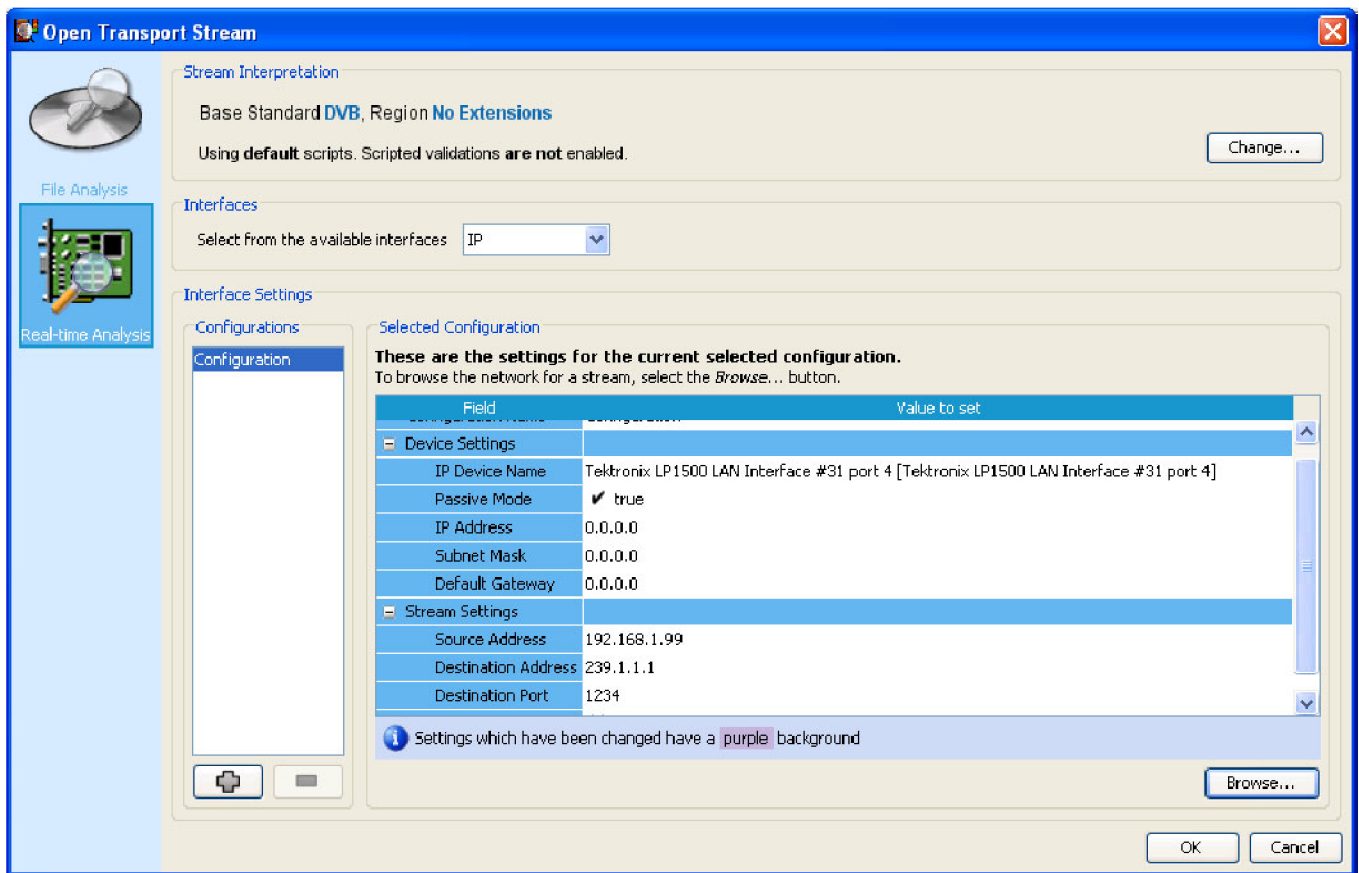 Open Transport Stream
File Analysis
Real-time Analysis
Stream Interpretation
Base Standard DVB, Region No Extensions
Using default scripts. Scripted validations are not enabled.
Change...
Interfaces
Select from the available interfaces IP
Interface Settings
Configurations
Configuration
Selected Configuration
These are the settings for the current selected configuration.
To browse the network for a stream, select the Browse... button.
Field Value to set
Configuration Name Configuration
Device Settings
IP Device Name Tektronix LP1500 LAN Interface #31 port 4 [Tektronix LP1500 LAN Interface #31 port 4]
Passive Mode true
IP Address 0.0.0.0
Subnet Mask 0.0.0.0
Default Gateway 0.0.0.0
Stream Settings
Source Address 192.168.1.99
Destination Address 239.1.1.1
Destination Port 1234
Settings which have been changed have a purple background
Browse...
OK Cancel